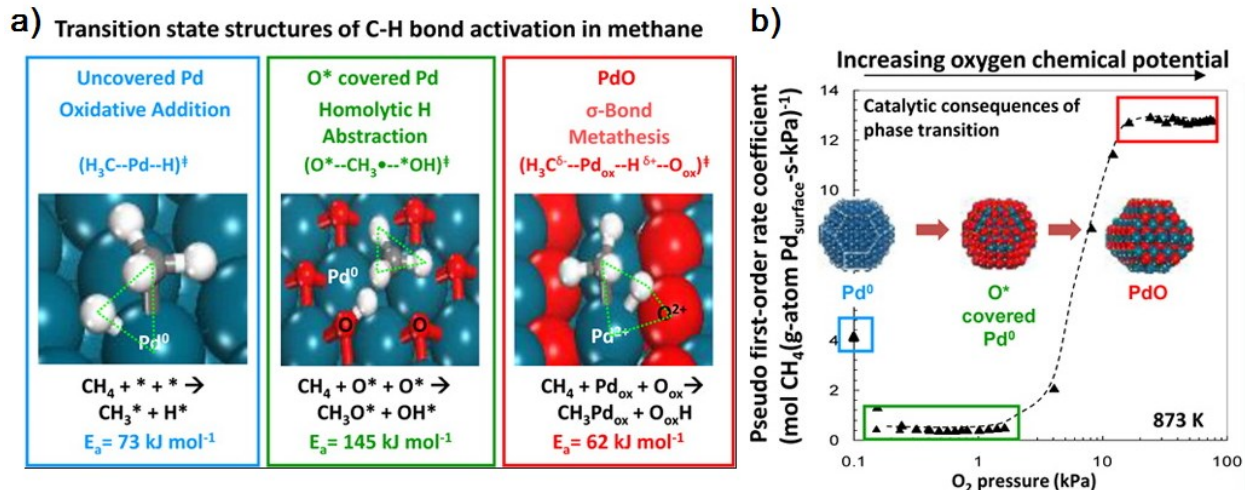 a) Transition state structures of C-H bond activation in methane
Uncovered Pd
Oxidative Addition
(H₃C--Pd--H)‡
Pd⁰
CH₄ + * + * →
CH₃* + H*
Eₐ= 73 kJ mol⁻¹
O* covered Pd
Homolytic H
Abstraction
(O*--CH₃•--*OH)‡
Pd⁰
O
O
CH₄ + O* + O* →
CH₃O* + OH*
Eₐ= 145 kJ mol⁻¹
PdO
σ-Bond
Metathesis
(H₃C^δ---Pdₒₓ--H^δ+--Oₒₓ)‡
O²⁺
Pd²⁺
CH₄ + Pdₒₓ + Oₒₓ →
CH₃Pdₒₓ + OₒₓH
Eₐ= 62 kJ mol⁻¹
b)
Increasing oxygen chemical potential
Pseudo first-order rate coefficient
(mol CH₄(g-atom Pd_surface-s-kPa)⁻¹)
14
12
10
8
6
4
2
0
Catalytic consequences of
phase transition
Pd⁰
O*
covered
Pd⁰
PdO
873 K
0.1
1
10
100
O₂ pressure (kPa)